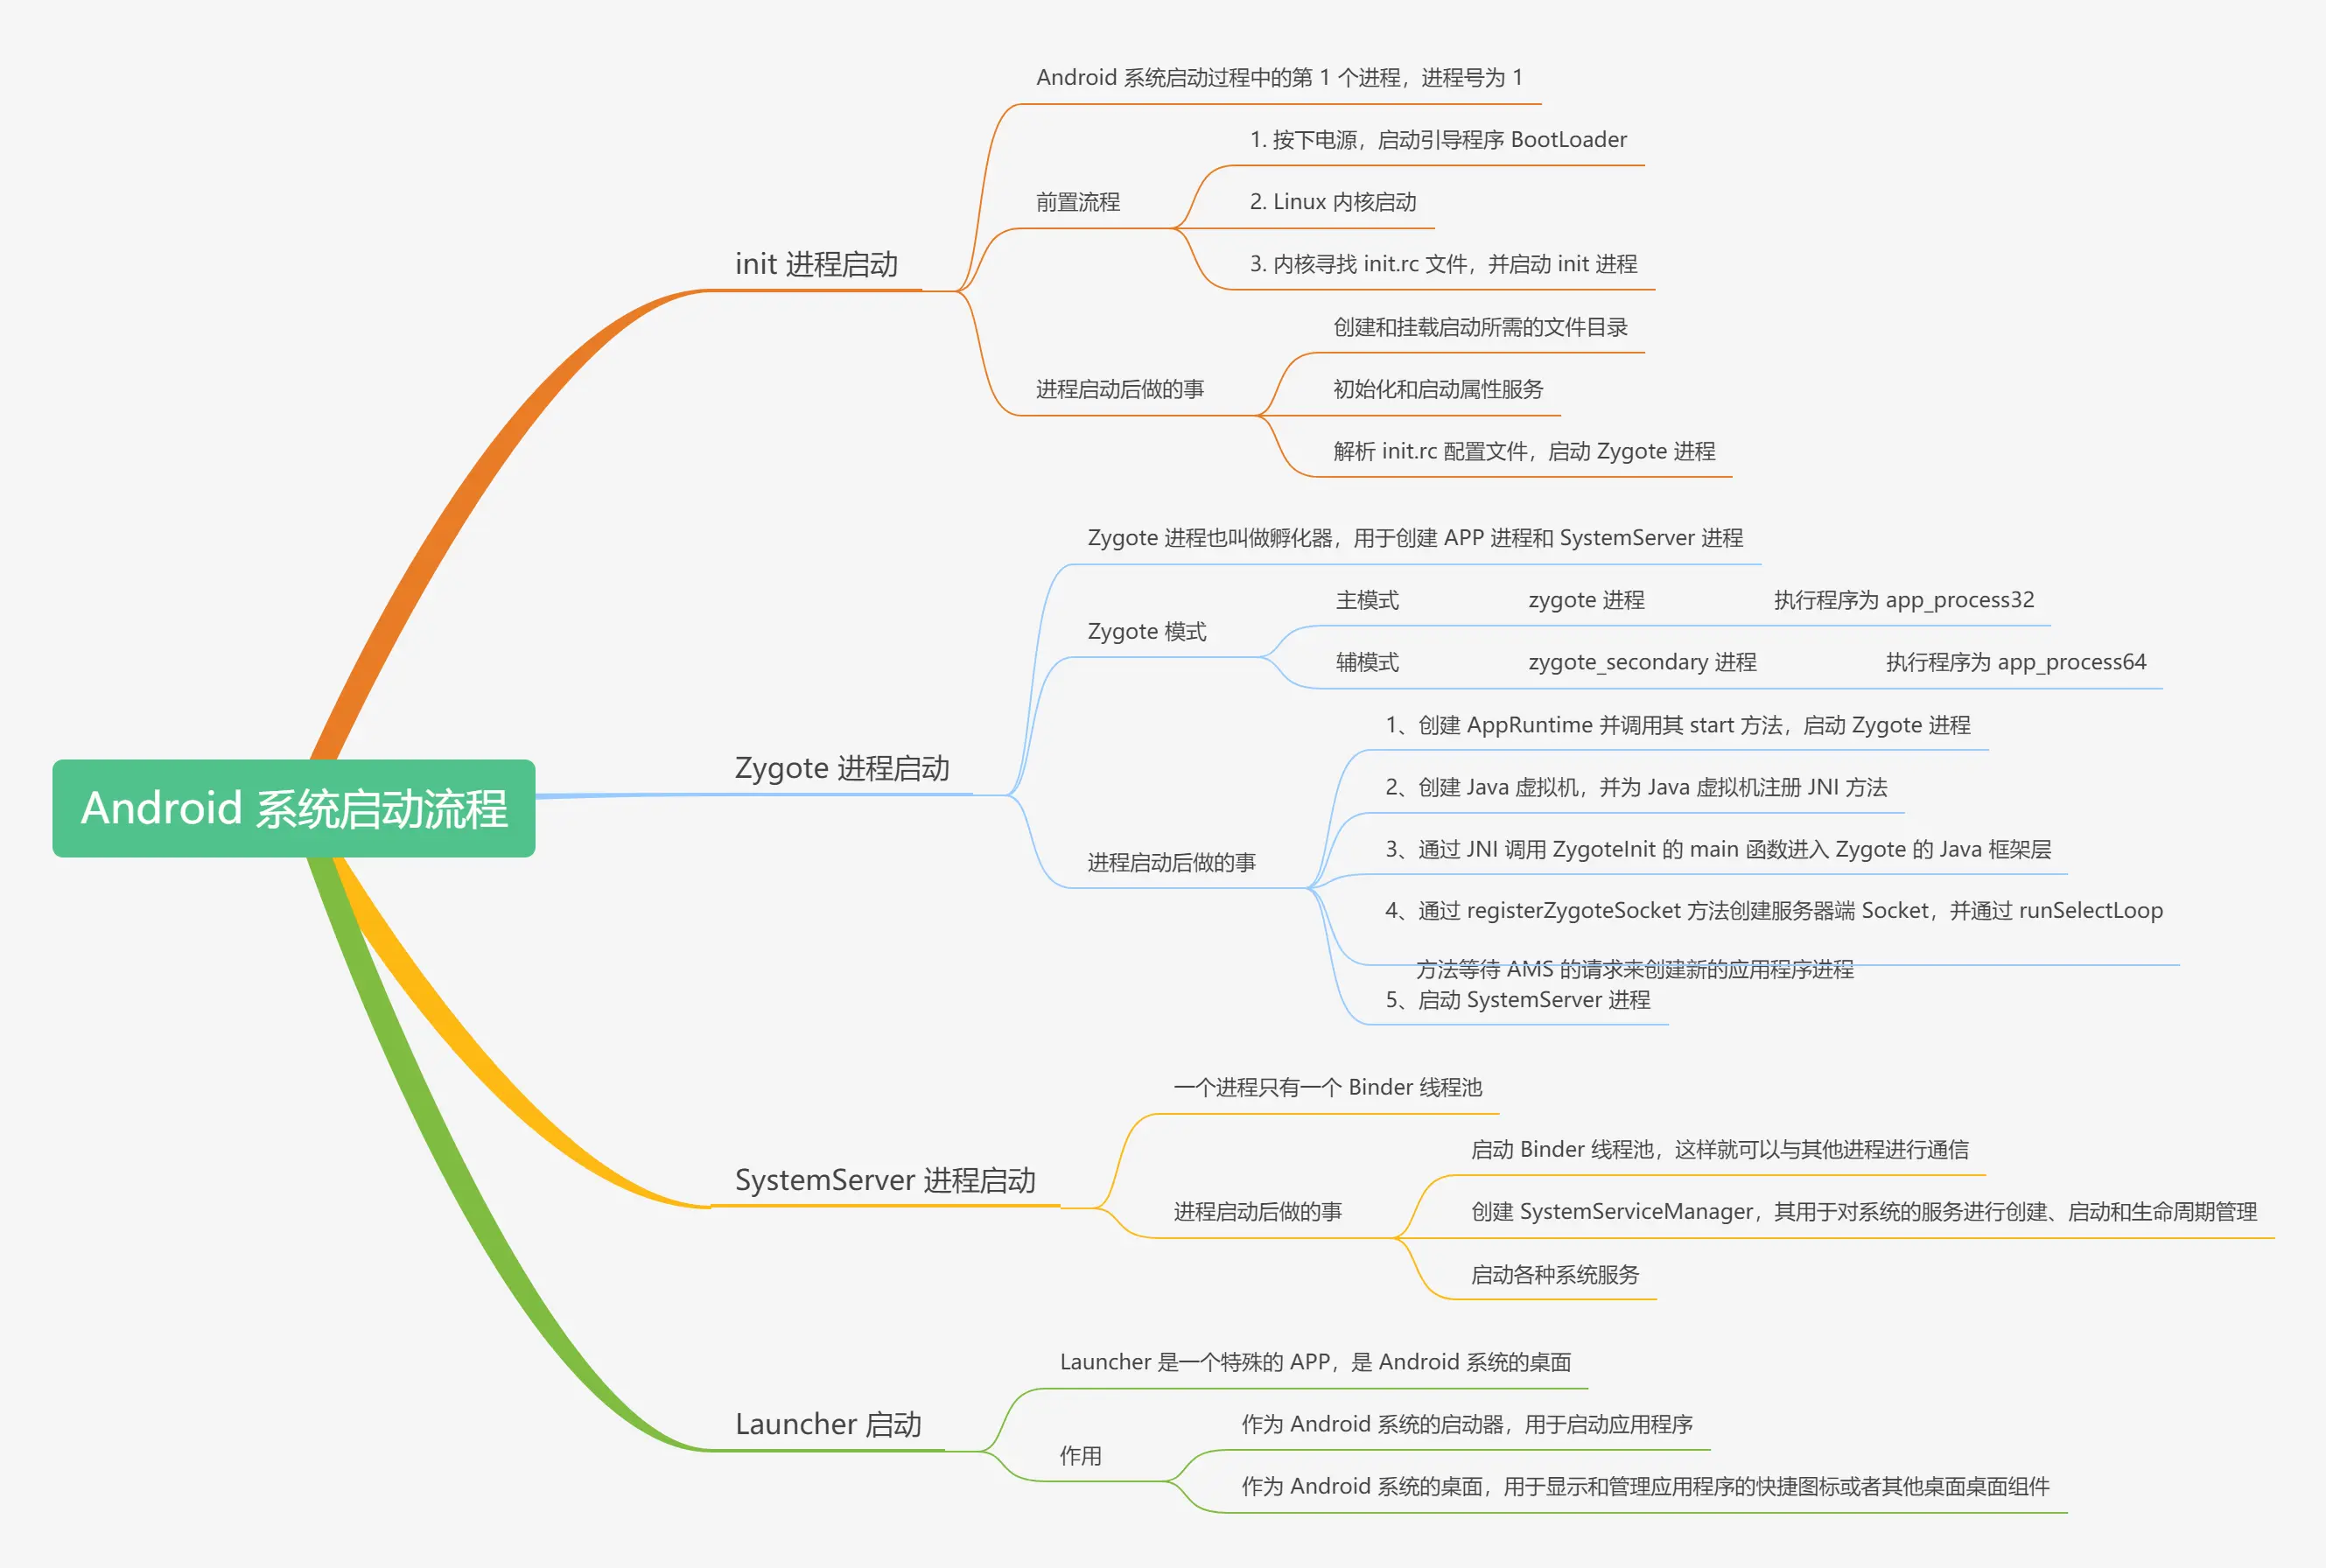 Android 系统启动流程
init 进程启动
Android 系统启动过程中的第 1 个进程，进程号为 1
前置流程
1. 按下电源，启动引导程序 BootLoader
2. Linux 内核启动
3. 内核寻找 init.rc 文件，并启动 init 进程
进程启动后做的事
创建和挂载启动所需的文件目录
初始化和启动属性服务
解析 init.rc 配置文件，启动 Zygote 进程
Zygote 进程启动
Zygote 进程也叫做孵化器，用于创建 APP 进程和 SystemServer 进程
Zygote 模式
主模式 zygote 进程 执行程序为 app_process32
辅模式 zygote_secondary 进程 执行程序为 app_process64
进程启动后做的事
1、创建 AppRuntime 并调用其 start 方法，启动 Zygote 进程
2、创建 Java 虚拟机，并为 Java 虚拟机注册 JNI 方法
3、通过 JNI 调用 ZygoteInit 的 main 函数进入 Zygote 的 Java 框架层
4、通过 registerZygoteSocket 方法创建服务器端 Socket，并通过 runSelectLoop
方法等待 AMS 的请求来创建新的应用程序进程
5、启动 SystemServer 进程
SystemServer 进程启动
一个进程只有一个 Binder 线程池
进程启动后做的事
启动 Binder 线程池，这样就可以与其他进程进行通信
创建 SystemServiceManager，其用于对系统的服务进行创建、启动和生命周期管理
启动各种系统服务
Launcher 启动
Launcher 是一个特殊的 APP，是 Android 系统的桌面
作用
作为 Android 系统的启动器，用于启动应用程序
作为 Android 系统的桌面，用于显示和管理应用程序的快捷图标或者其他桌面桌面组件